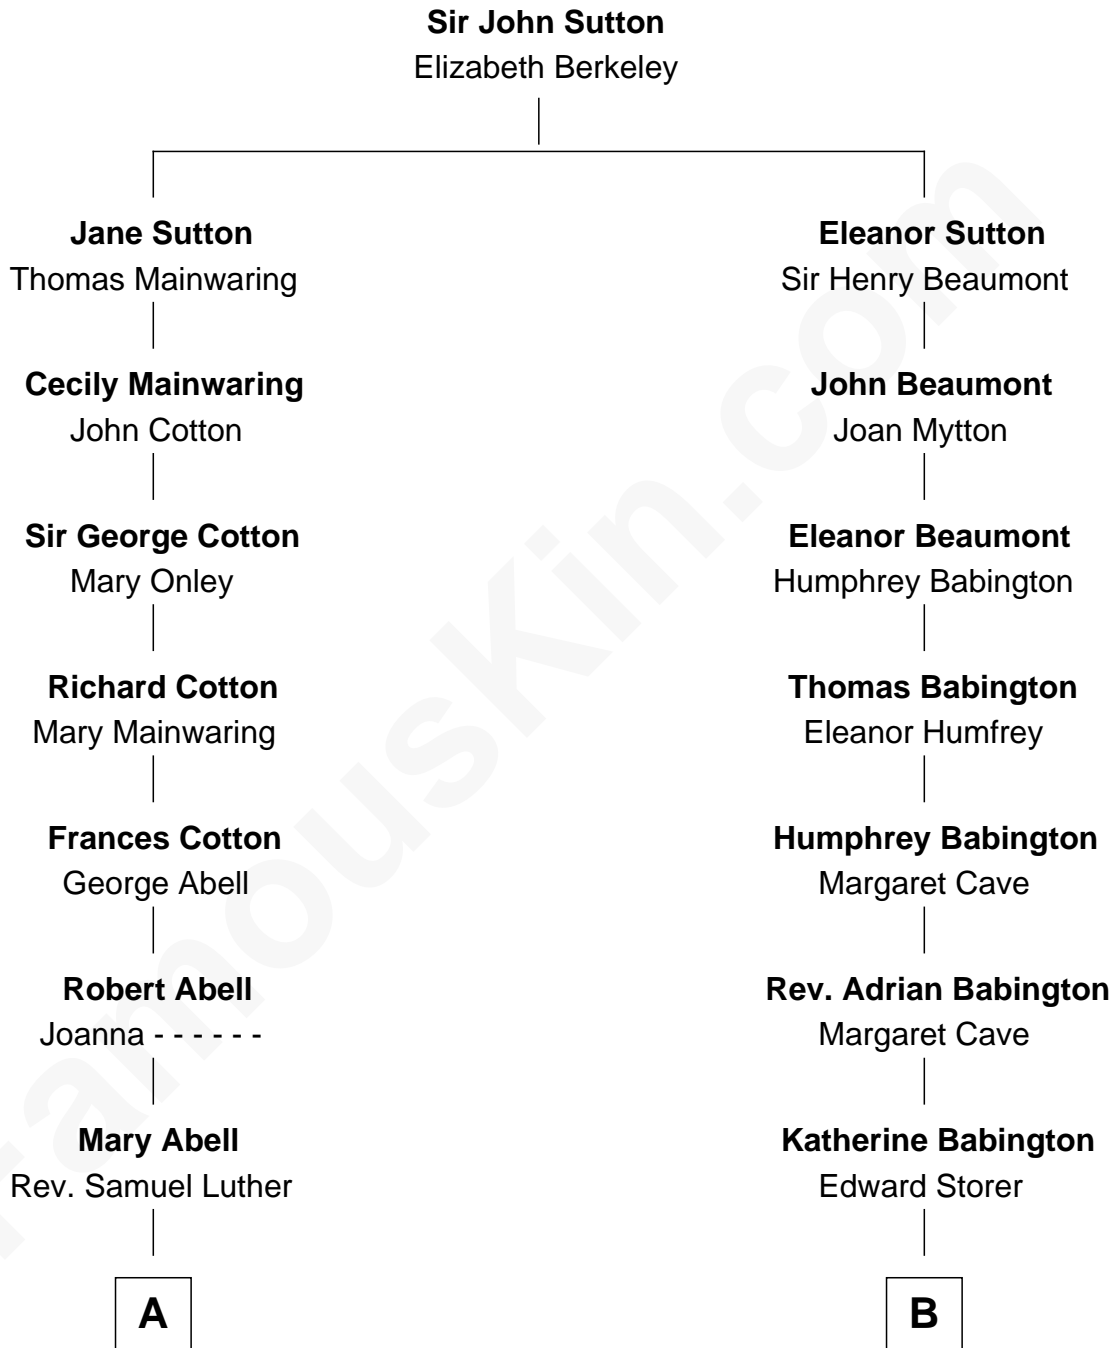 Sir John Sutton
Elizabeth Berkeley
Jane Sutton
Thomas Mainwaring
Cecily Mainwaring
John Cotton
Sir George Cotton
Mary Onley
Richard Cotton
Mary Mainwaring
Frances Cotton
George Abell
Robert Abell
Joanna - - - - - -
Mary Abell
Rev. Samuel Luther
A
Eleanor Sutton
Sir Henry Beaumont
John Beaumont
Joan Mytton
Eleanor Beaumont
Humphrey Babington
Thomas Babington
Eleanor Humfrey
Humphrey Babington
Margaret Cave
Rev. Adrian Babington
Margaret Cave
Katherine Babington
Edward Storer
B
FamousKin.com